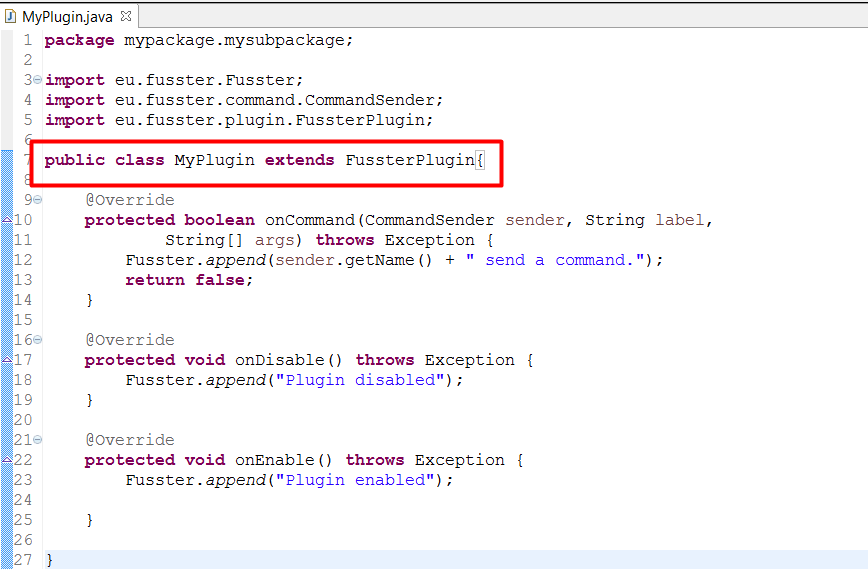 MyPlugin.java
1 package mypackage.mysubpackage;
2
3 import eu.fusster.Fusster;
4 import eu.fusster.command.CommandSender;
5 import eu.fusster.plugin.FussterPlugin;
6
7 public class MyPlugin extends FussterPlugin{
8
9 @Override
10 protected boolean onCommand(CommandSender sender, String label,
11 String[] args) throws Exception {
12 Fusster.append(sender.getName() + " send a command.");
13 return false;
14 }
15
16 @Override
17 protected void onDisable() throws Exception {
18 Fusster.append("Plugin disabled");
19 }
20
21 @Override
22 protected void onEnable() throws Exception {
23 Fusster.append("Plugin enabled");
24
25 }
26
27 }